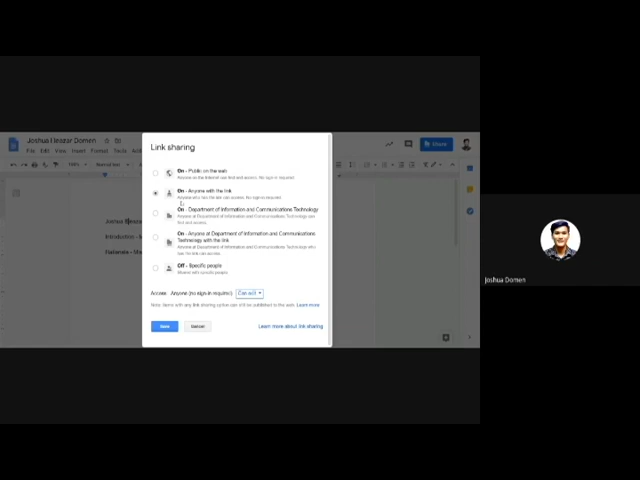 Joshua Eleazar Domen
File Edit View Insert Format Tools
Share
100% Normal text
Link sharing
On - Public on the web
Anyone on the Internet can find and access. No sign-in required.
On - Anyone with the link
Anyone who has the link can access. No sign-in required.
On - Department of Information and Communications Technology
Anyone at Department of Information and Communications Technology can find and access.
On - Anyone at Department of Information and Communications Technology with the link
Anyone at Department of Information and Communications Technology who has the link can access.
Off - Specific people
Shared with specific people.
Access: Anyone (no sign-in required) Can edit
Note: Items with any link sharing option can still be published to the web. Learn more
Save Cancel Learn more about link sharing
Joshua
Introduction -
Joshua Domen